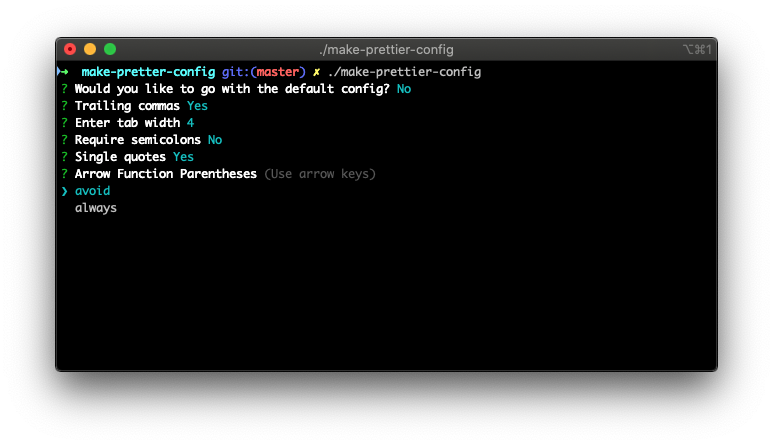 ./make-prettier-config ⌥⌘1
➜ make-pretter-config git:(master) ✗ ./make-prettier-config
? Would you like to go with the default config? No
? Trailing commas Yes
? Enter tab width 4
? Require semicolons No
? Single quotes Yes
? Arrow Function Parentheses (Use arrow keys)
❯ avoid
always